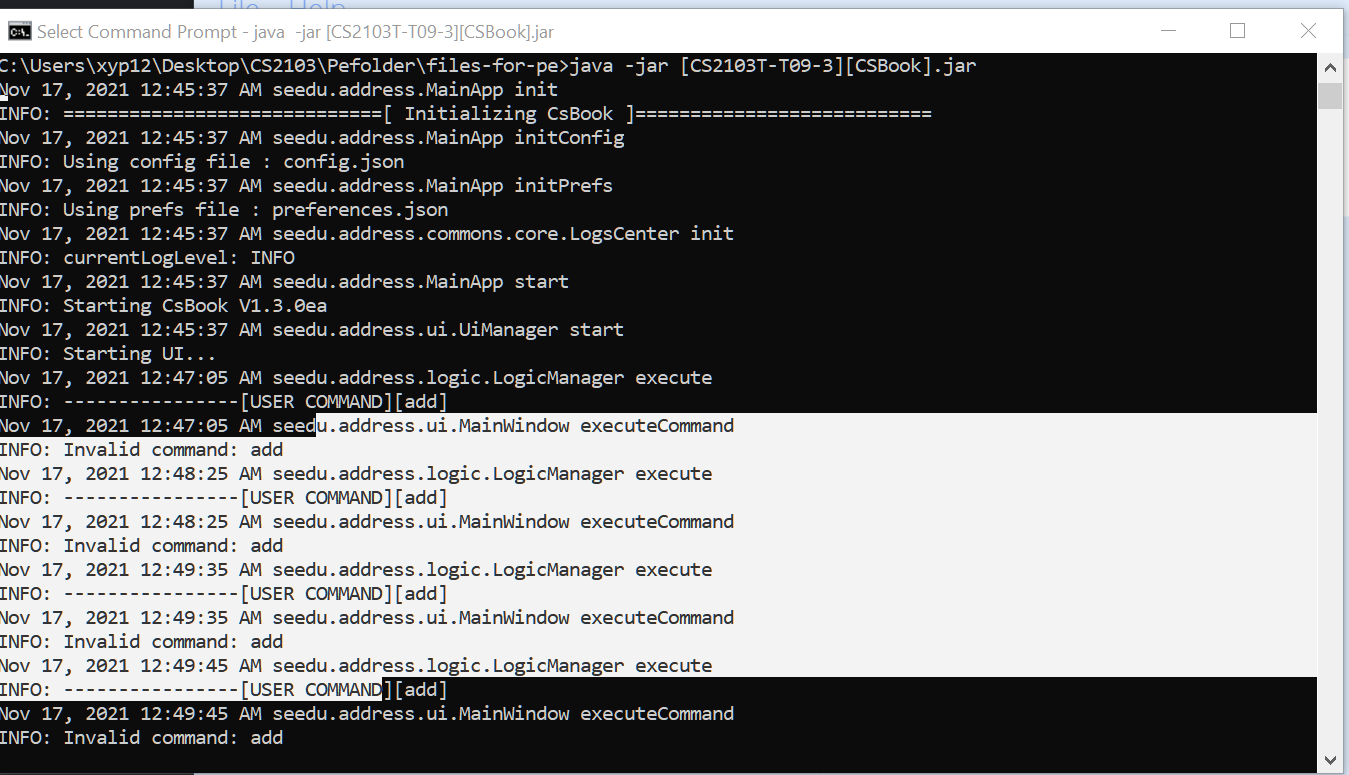 File Help
Select Command Prompt - java -jar [CS2103T-T09-3][CSBook].jar
C:\Users\xyp12\Desktop\CS2103\Pefolder\files-for-pe>java -jar [CS2103T-T09-3][CSBook].jar
Nov 17, 2021 12:45:37 AM seedu.address.MainApp init
INFO: =============================[ Initializing CsBook ]===========================
Nov 17, 2021 12:45:37 AM seedu.address.MainApp initConfig
INFO: Using config file : config.json
Nov 17, 2021 12:45:37 AM seedu.address.MainApp initPrefs
INFO: Using prefs file : preferences.json
Nov 17, 2021 12:45:37 AM seedu.address.commons.core.LogsCenter init
INFO: currentLogLevel: INFO
Nov 17, 2021 12:45:37 AM seedu.address.MainApp start
INFO: Starting CsBook V1.3.0ea
Nov 17, 2021 12:45:37 AM seedu.address.ui.UiManager start
INFO: Starting UI...
Nov 17, 2021 12:47:05 AM seedu.address.logic.LogicManager execute
INFO: ----------------[USER COMMAND][add]
Nov 17, 2021 12:47:05 AM seedu.address.ui.MainWindow executeCommand
INFO: Invalid command: add
Nov 17, 2021 12:48:25 AM seedu.address.logic.LogicManager execute
INFO: ----------------[USER COMMAND][add]
Nov 17, 2021 12:48:25 AM seedu.address.ui.MainWindow executeCommand
INFO: Invalid command: add
Nov 17, 2021 12:49:35 AM seedu.address.logic.LogicManager execute
INFO: ----------------[USER COMMAND][add]
Nov 17, 2021 12:49:35 AM seedu.address.ui.MainWindow executeCommand
INFO: Invalid command: add
Nov 17, 2021 12:49:45 AM seedu.address.logic.LogicManager execute
INFO: ----------------[USER COMMAND][add]
Nov 17, 2021 12:49:45 AM seedu.address.ui.MainWindow executeCommand
INFO: Invalid command: add